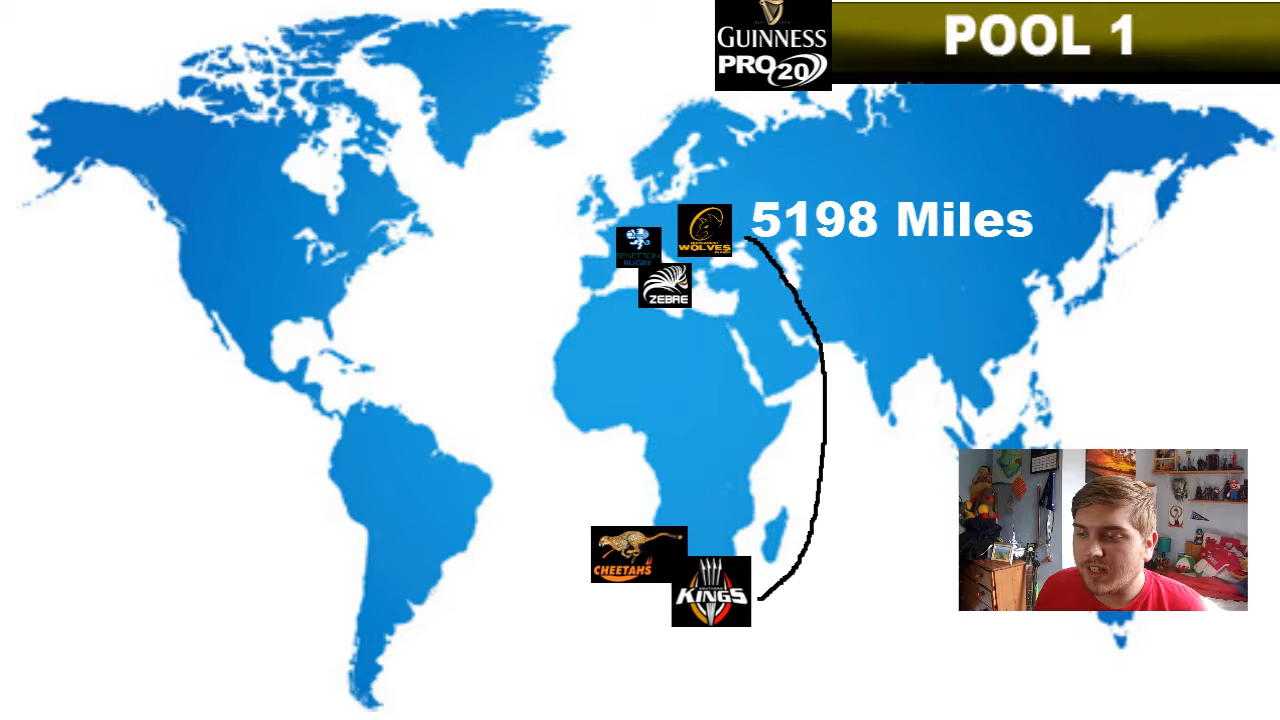 GUINNESS
PRO20
POOL 1
5198 Miles
BENETTON
RUGBY
WOLVES
ZEBRE
CHEETAHS
KINGS